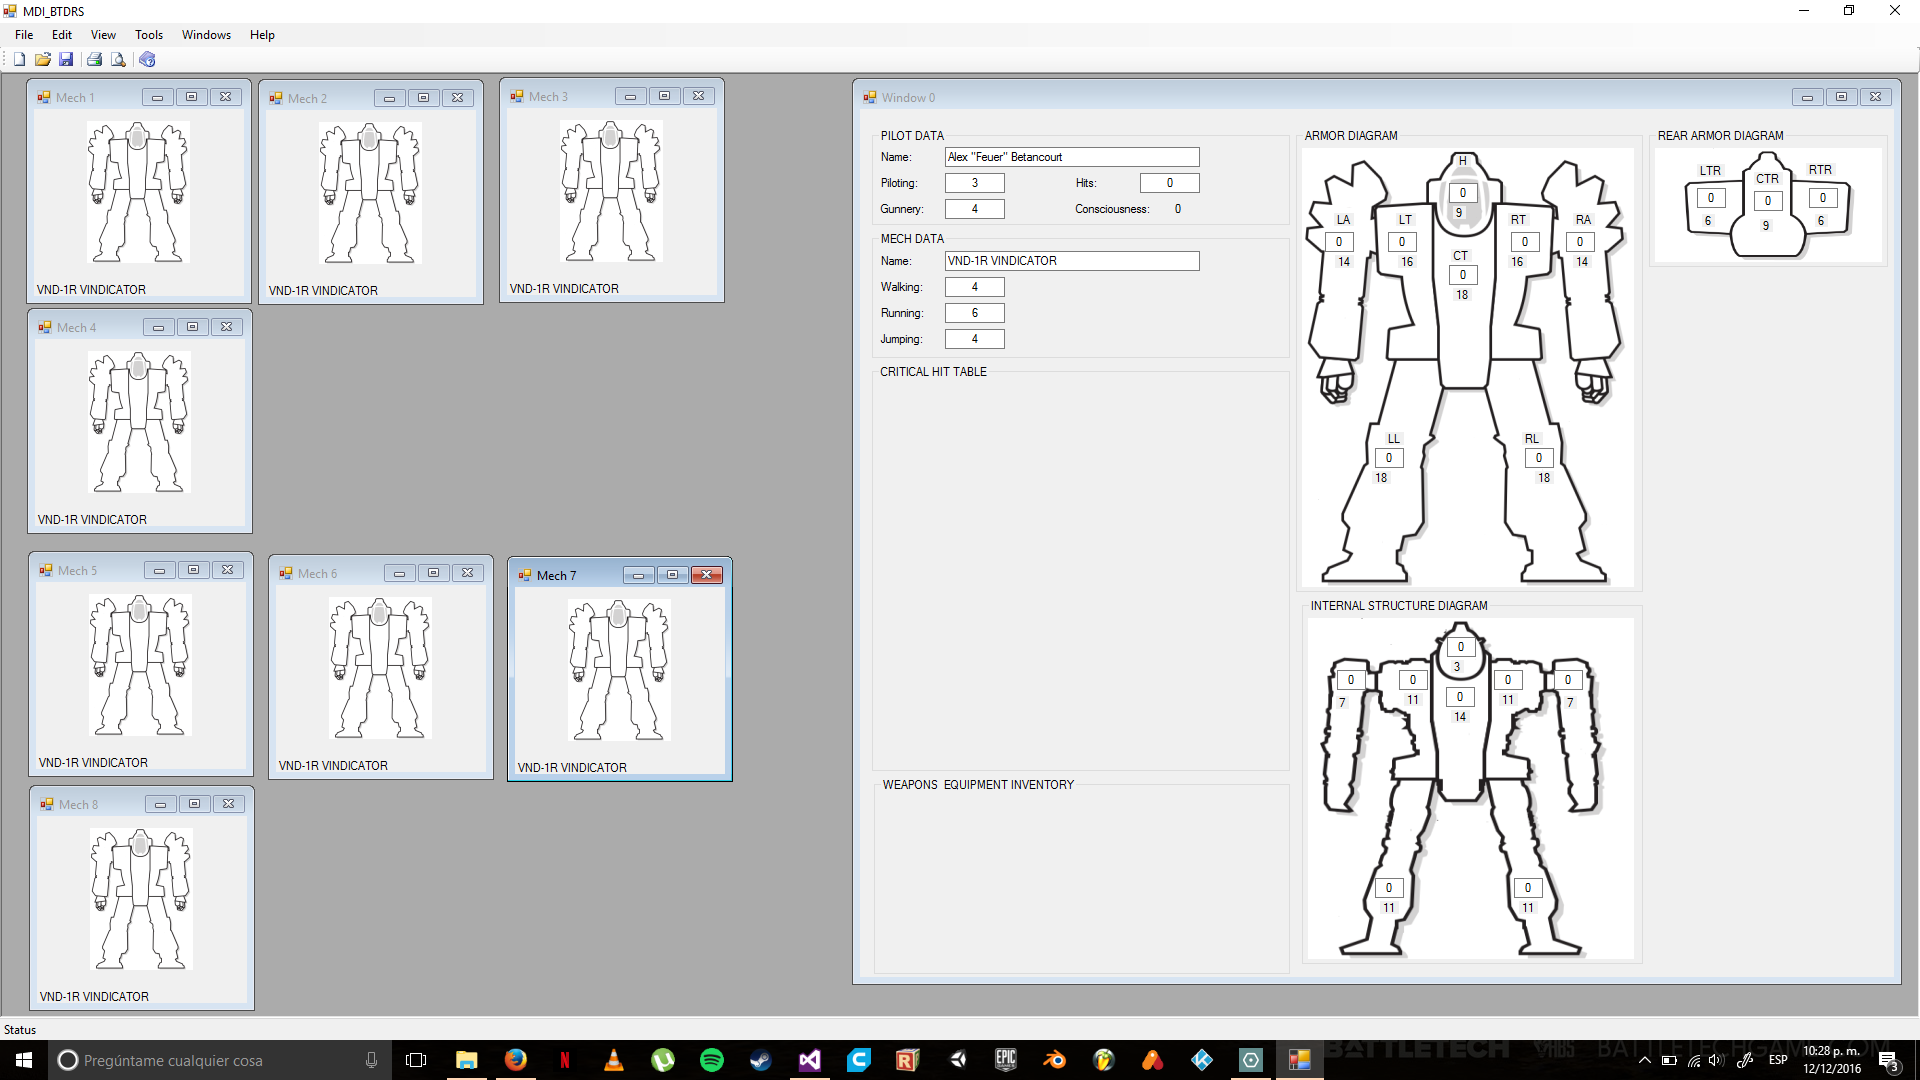 MDI_BTDRS
File Edit View Tools Windows Help
Mech 1
VND-1R VINDICATOR
Mech 2
VND-1R VINDICATOR
Mech 3
VND-1R VINDICATOR
Mech 4
VND-1R VINDICATOR
Mech 5
VND-1R VINDICATOR
Mech 6
VND-1R VINDICATOR
Mech 7
VND-1R VINDICATOR
Mech 8
VND-1R VINDICATOR
Window 0
PILOT DATA
Name: Alex "Feuer" Betancourt
Piloting: 3 Hits: 0
Gunnery: 4 Consciousness: 0
MECH DATA
Name: VND-1R VINDICATOR
Walking: 4
Running: 6
Jumping: 4
CRITICAL HIT TABLE
WEAPONS EQUIPMENT INVENTORY
ARMOR DIAGRAM
H
0
9
LA LT RT RA
0 0 0 0
14 16 16 14
CT
0
18
LL RL
0 0
18 18
REAR ARMOR DIAGRAM
LTR CTR RTR
0 0 0
6 9 6
INTERNAL STRUCTURE DIAGRAM
0
3
0 0 0 0
7 11 11 7
0
14
0 0
11 11
Status
Pregúntame cualquier cosa
N
EPIC GAMES
BATTLETECH
ESP
10:28 p. m.
12/12/2016
3